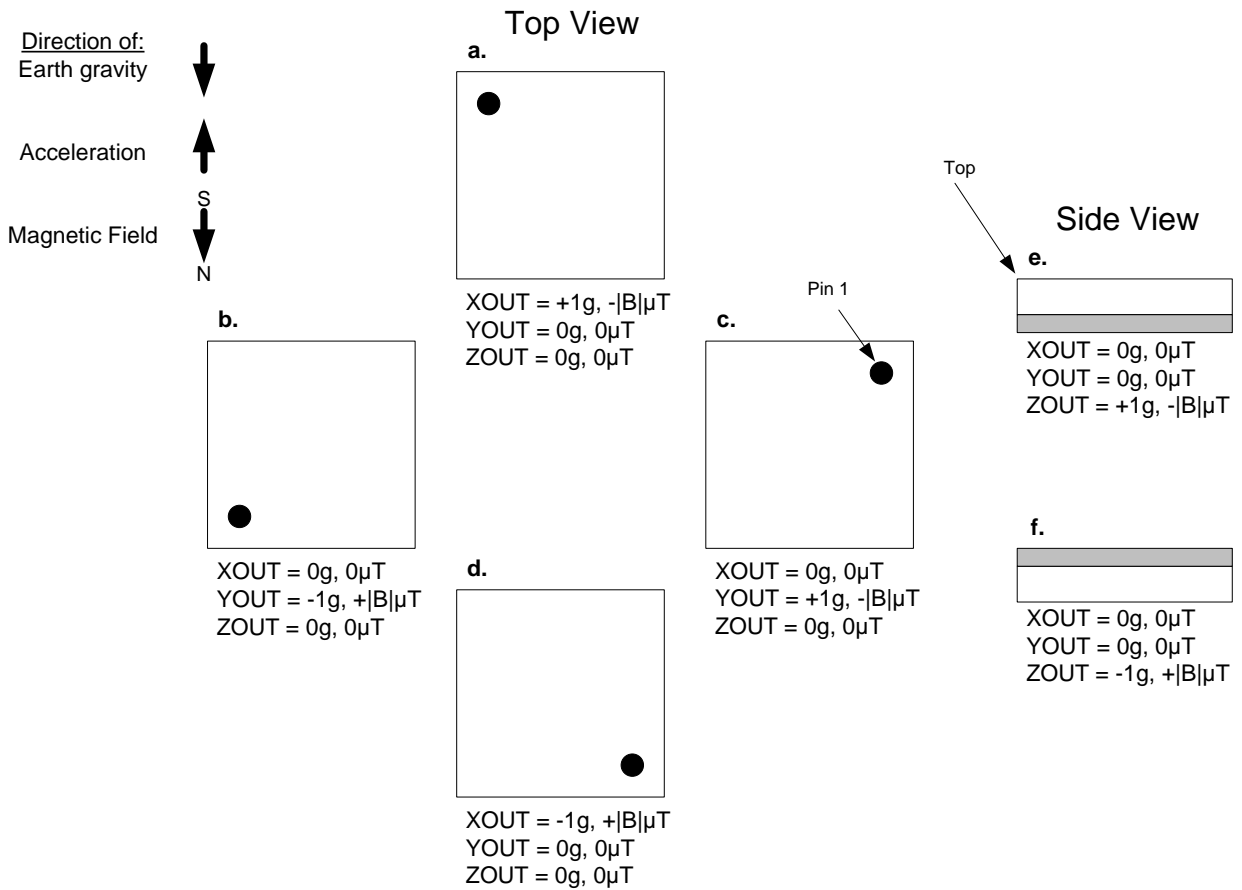 Top View
Direction of:
Earth gravity
Acceleration
S
Magnetic Field
N
a.
XOUT = +1g, -|B|µT
YOUT = 0g, 0µT
ZOUT = 0g, 0µT
b.
XOUT = 0g, 0µT
YOUT = -1g, +|B|µT
ZOUT = 0g, 0µT
Pin 1
c.
XOUT = 0g, 0µT
YOUT = +1g, -|B|µT
ZOUT = 0g, 0µT
d.
XOUT = -1g, +|B|µT
YOUT = 0g, 0µT
ZOUT = 0g, 0µT
Top
Side View
e.
XOUT = 0g, 0µT
YOUT = 0g, 0µT
ZOUT = +1g, -|B|µT
f.
XOUT = 0g, 0µT
YOUT = 0g, 0µT
ZOUT = -1g, +|B|µT